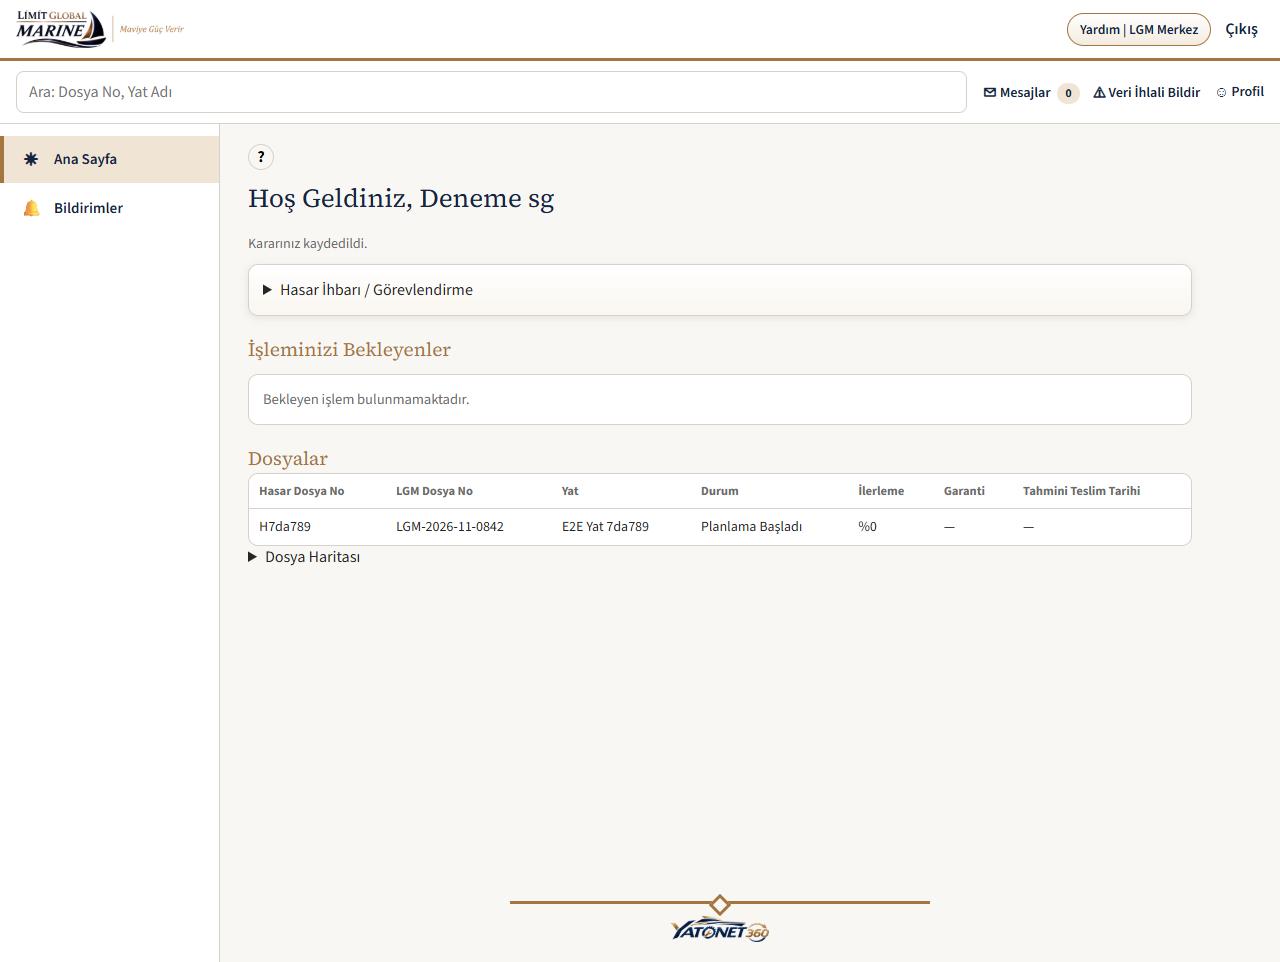 LİMİT GLOBAL
MARINE
Maviye Güç Verir
Yardım | LGM Merkez
Çıkış
Ara: Dosya No, Yat Adı
Mesajlar 0
Veri İhlali Bildir
Profil
Ana Sayfa
Bildirimler
?
Hoş Geldiniz, Deneme sg
Kararınız kaydedildi.
Hasar İhbarı / Görevlendirme
İşleminizi Bekleyenler
Bekleyen işlem bulunmamaktadır.
Dosyalar
Hasar Dosya No LGM Dosya No Yat Durum İlerleme Garanti Tahmini Teslim Tarihi
H7da789 LGM-2026-11-0842 E2E Yat 7da789 Planlama Başladı %0 — —
Dosya Haritası
YATONET360